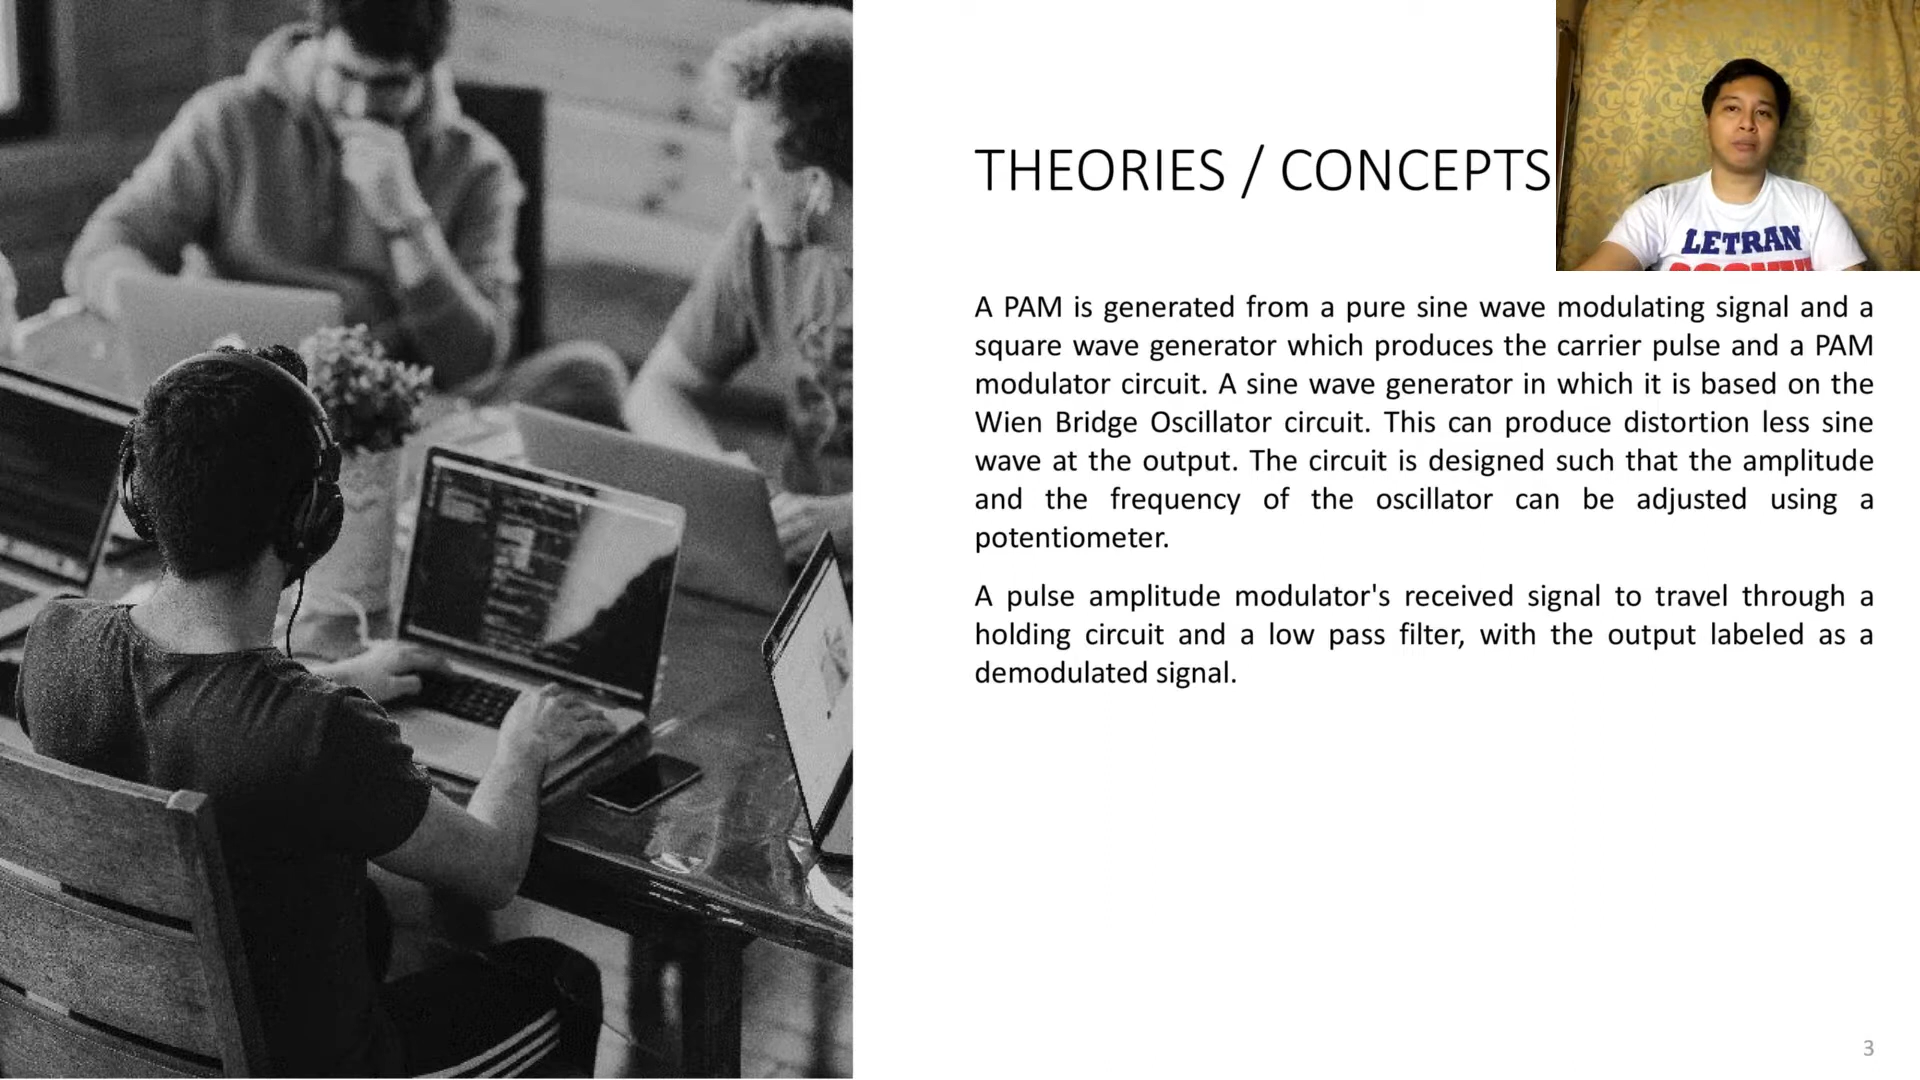 THEORIES / CONCEPTS
LETRAN
A PAM is generated from a pure sine wave modulating signal and a
square wave generator which produces the carrier pulse and a PAM
modulator circuit. A sine wave generator in which it is based on the
Wien Bridge Oscillator circuit. This can produce distortion less sine
wave at the output. The circuit is designed such that the amplitude
and the frequency of the oscillator can be adjusted using a
potentiometer.
A pulse amplitude modulator's received signal to travel through a
holding circuit and a low pass filter, with the output labeled as a
demodulated signal.
3